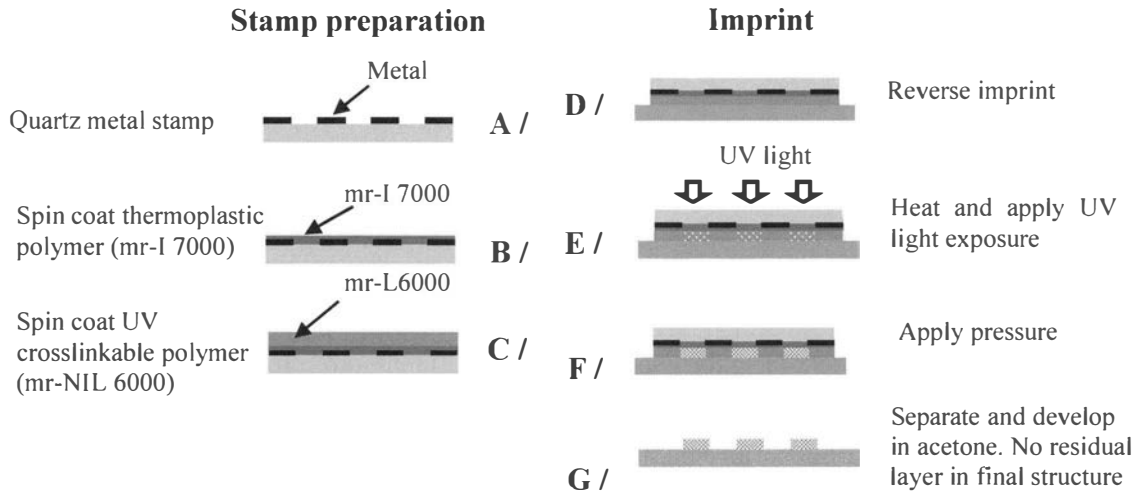 Stamp preparation
Metal
Quartz metal stamp
A /
mr-I 7000
Spin coat thermoplastic
polymer (mr-I 7000)
B /
mr-L6000
Spin coat UV
crosslinkable polymer
(mr-NIL 6000)
C /
Imprint
D /
Reverse imprint
UV light
E /
Heat and apply UV
light exposure
F /
Apply pressure
G /
Separate and develop
in acetone. No residual
layer in final structure